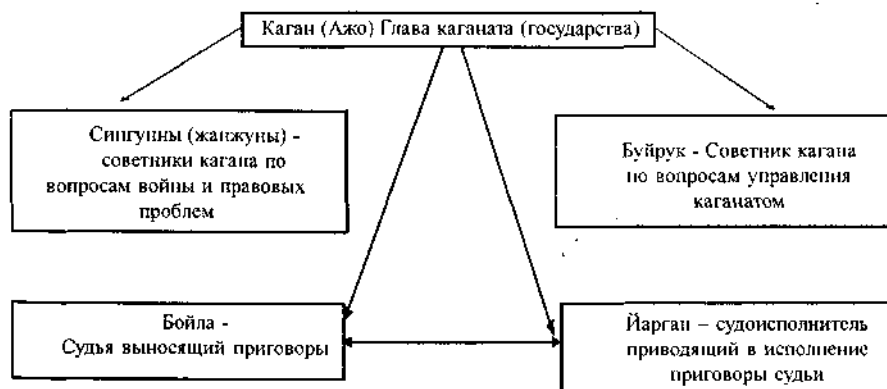 Каган (Ажо) Глава каганата (государства)
Сингунны (жанжуны) -
советники кагана по
вопросам войны и правовых
проблем
Буйрук - Советник кагана
по вопросам управления
каганатом
Бойла -
Судья выносящий приговоры
Йарган – судоисполнитель
приводящий в исполнение
приговоры судьи